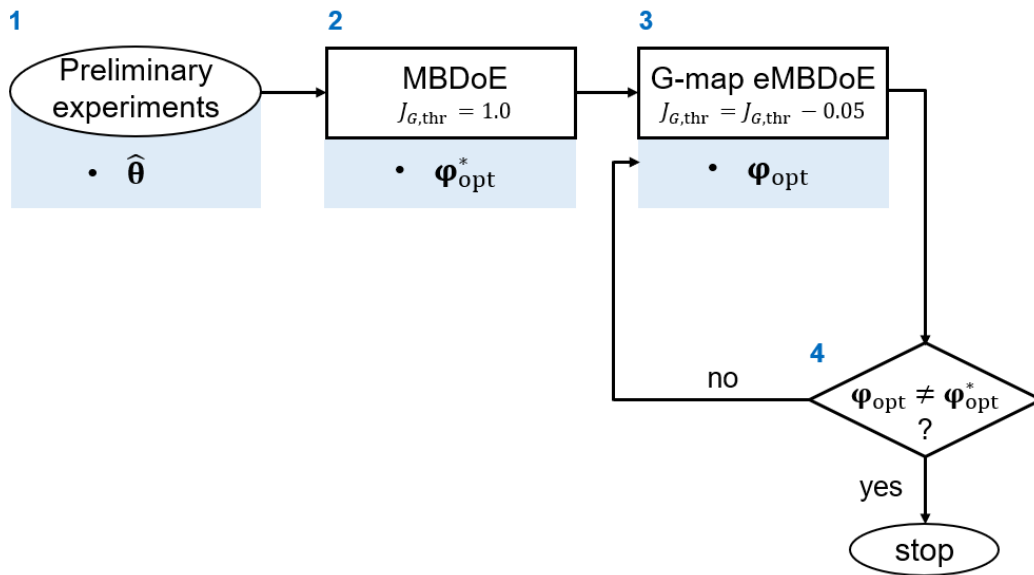 1
Preliminary
experiments
• θ̂
2
MBDoE
J_G,thr = 1.0
• φ*_opt
3
G-map eMBDoE
J_G,thr = J_G,thr − 0.05
• φ_opt
4
φ_opt ≠ φ*_opt
?
no
yes
stop